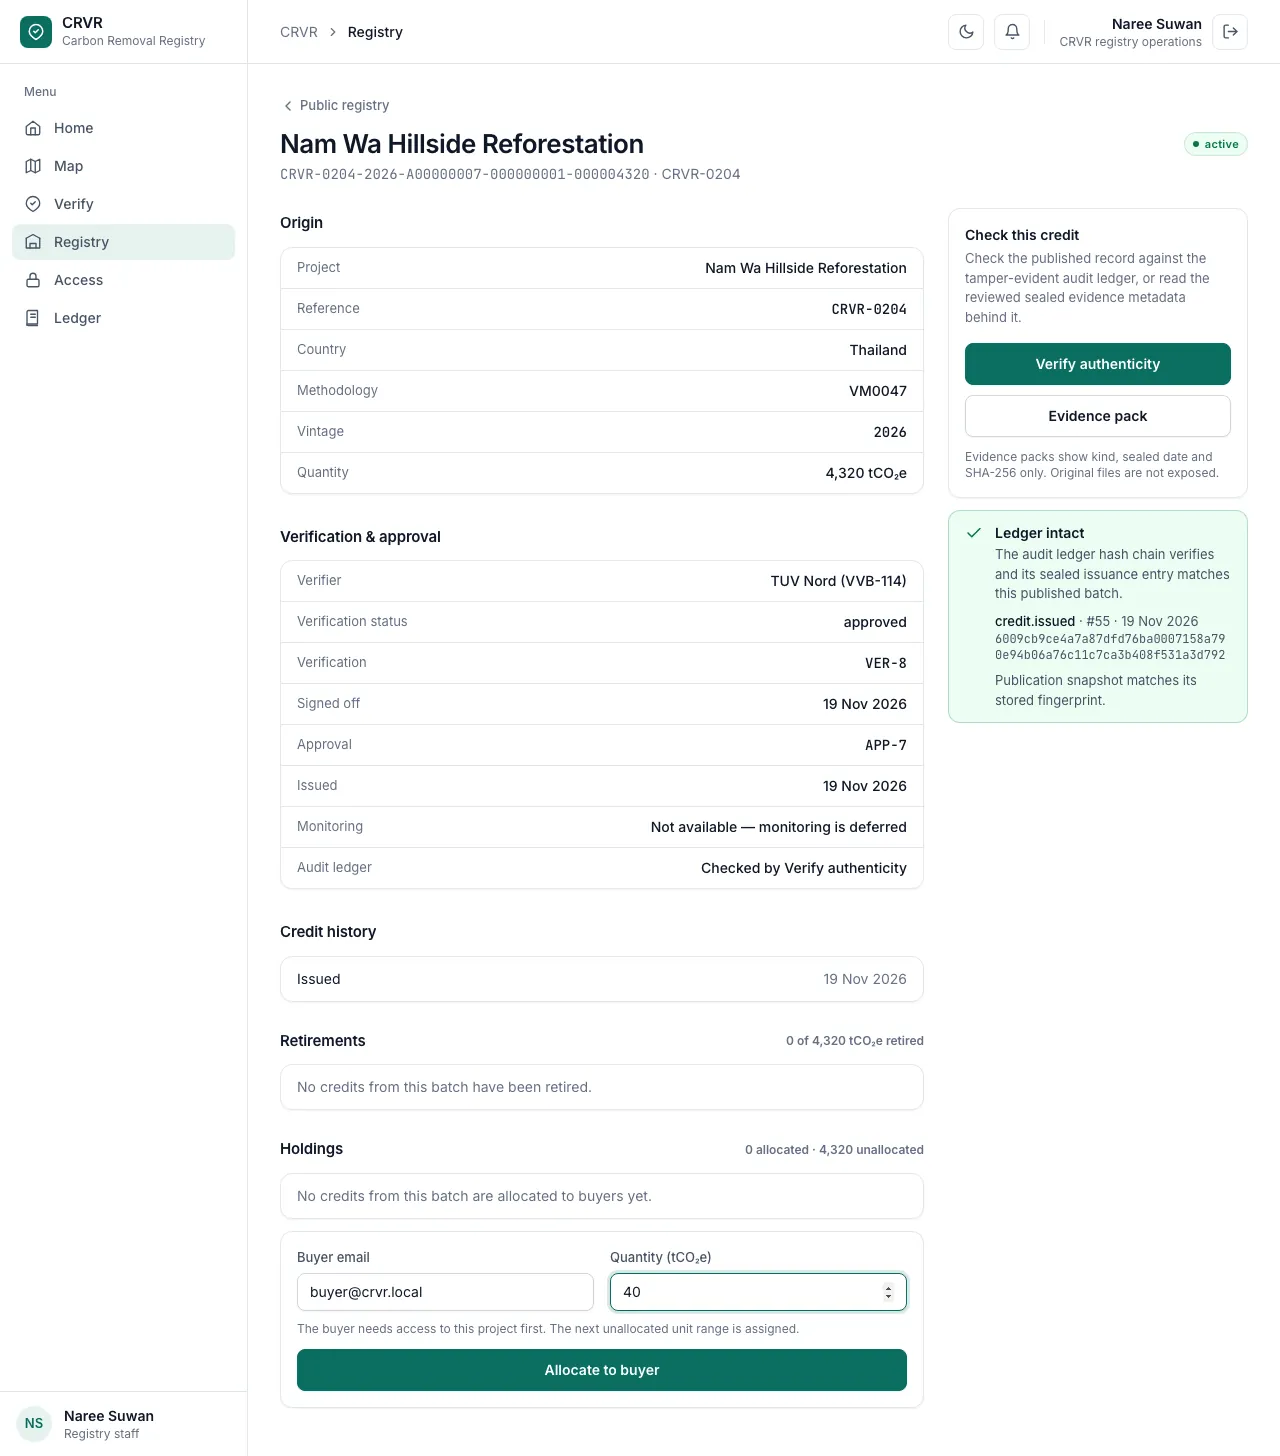 CRVR
Carbon Removal Registry
CRVR
Registry
Naree Suwan
CRVR registry operations
Menu
Home
Map
Verify
Registry
Access
Ledger
Public registry
Nam Wa Hillside Reforestation
active
CRVR-0204-2026-A00000007-000000001-000004320 · CRVR-0204
Origin
Project
Nam Wa Hillside Reforestation
Reference
CRVR-0204
Country
Thailand
Methodology
VM0047
Vintage
2026
Quantity
4,320 tCO₂e
Verification & approval
Verifier
TUV Nord (VVB-114)
Verification status
approved
Verification
VER-8
Signed off
19 Nov 2026
Approval
APP-7
Issued
19 Nov 2026
Monitoring
Not available — monitoring is deferred
Audit ledger
Checked by Verify authenticity
Credit history
Issued
19 Nov 2026
Retirements
0 of 4,320 tCO₂e retired
No credits from this batch have been retired.
Holdings
0 allocated · 4,320 unallocated
No credits from this batch are allocated to buyers yet.
Buyer email
Quantity (tCO₂e)
buyer@crvr.local
40
The buyer needs access to this project first. The next unallocated unit range is assigned.
Allocate to buyer
Check this credit
Check the published record against the
tamper-evident audit ledger, or read the
reviewed sealed evidence metadata
behind it.
Verify authenticity
Evidence pack
Evidence packs show kind, sealed date and
SHA-256 only. Original files are not exposed.
Ledger intact
The audit ledger hash chain verifies
and its sealed issuance entry matches
this published batch.
credit.issued · #55 · 19 Nov 2026
6009cb9ce4a7a87dfd76ba0007158a79
0e94b06a76c11c7ca3b408f531a3d792
Publication snapshot matches its
stored fingerprint.
NS
Naree Suwan
Registry staff